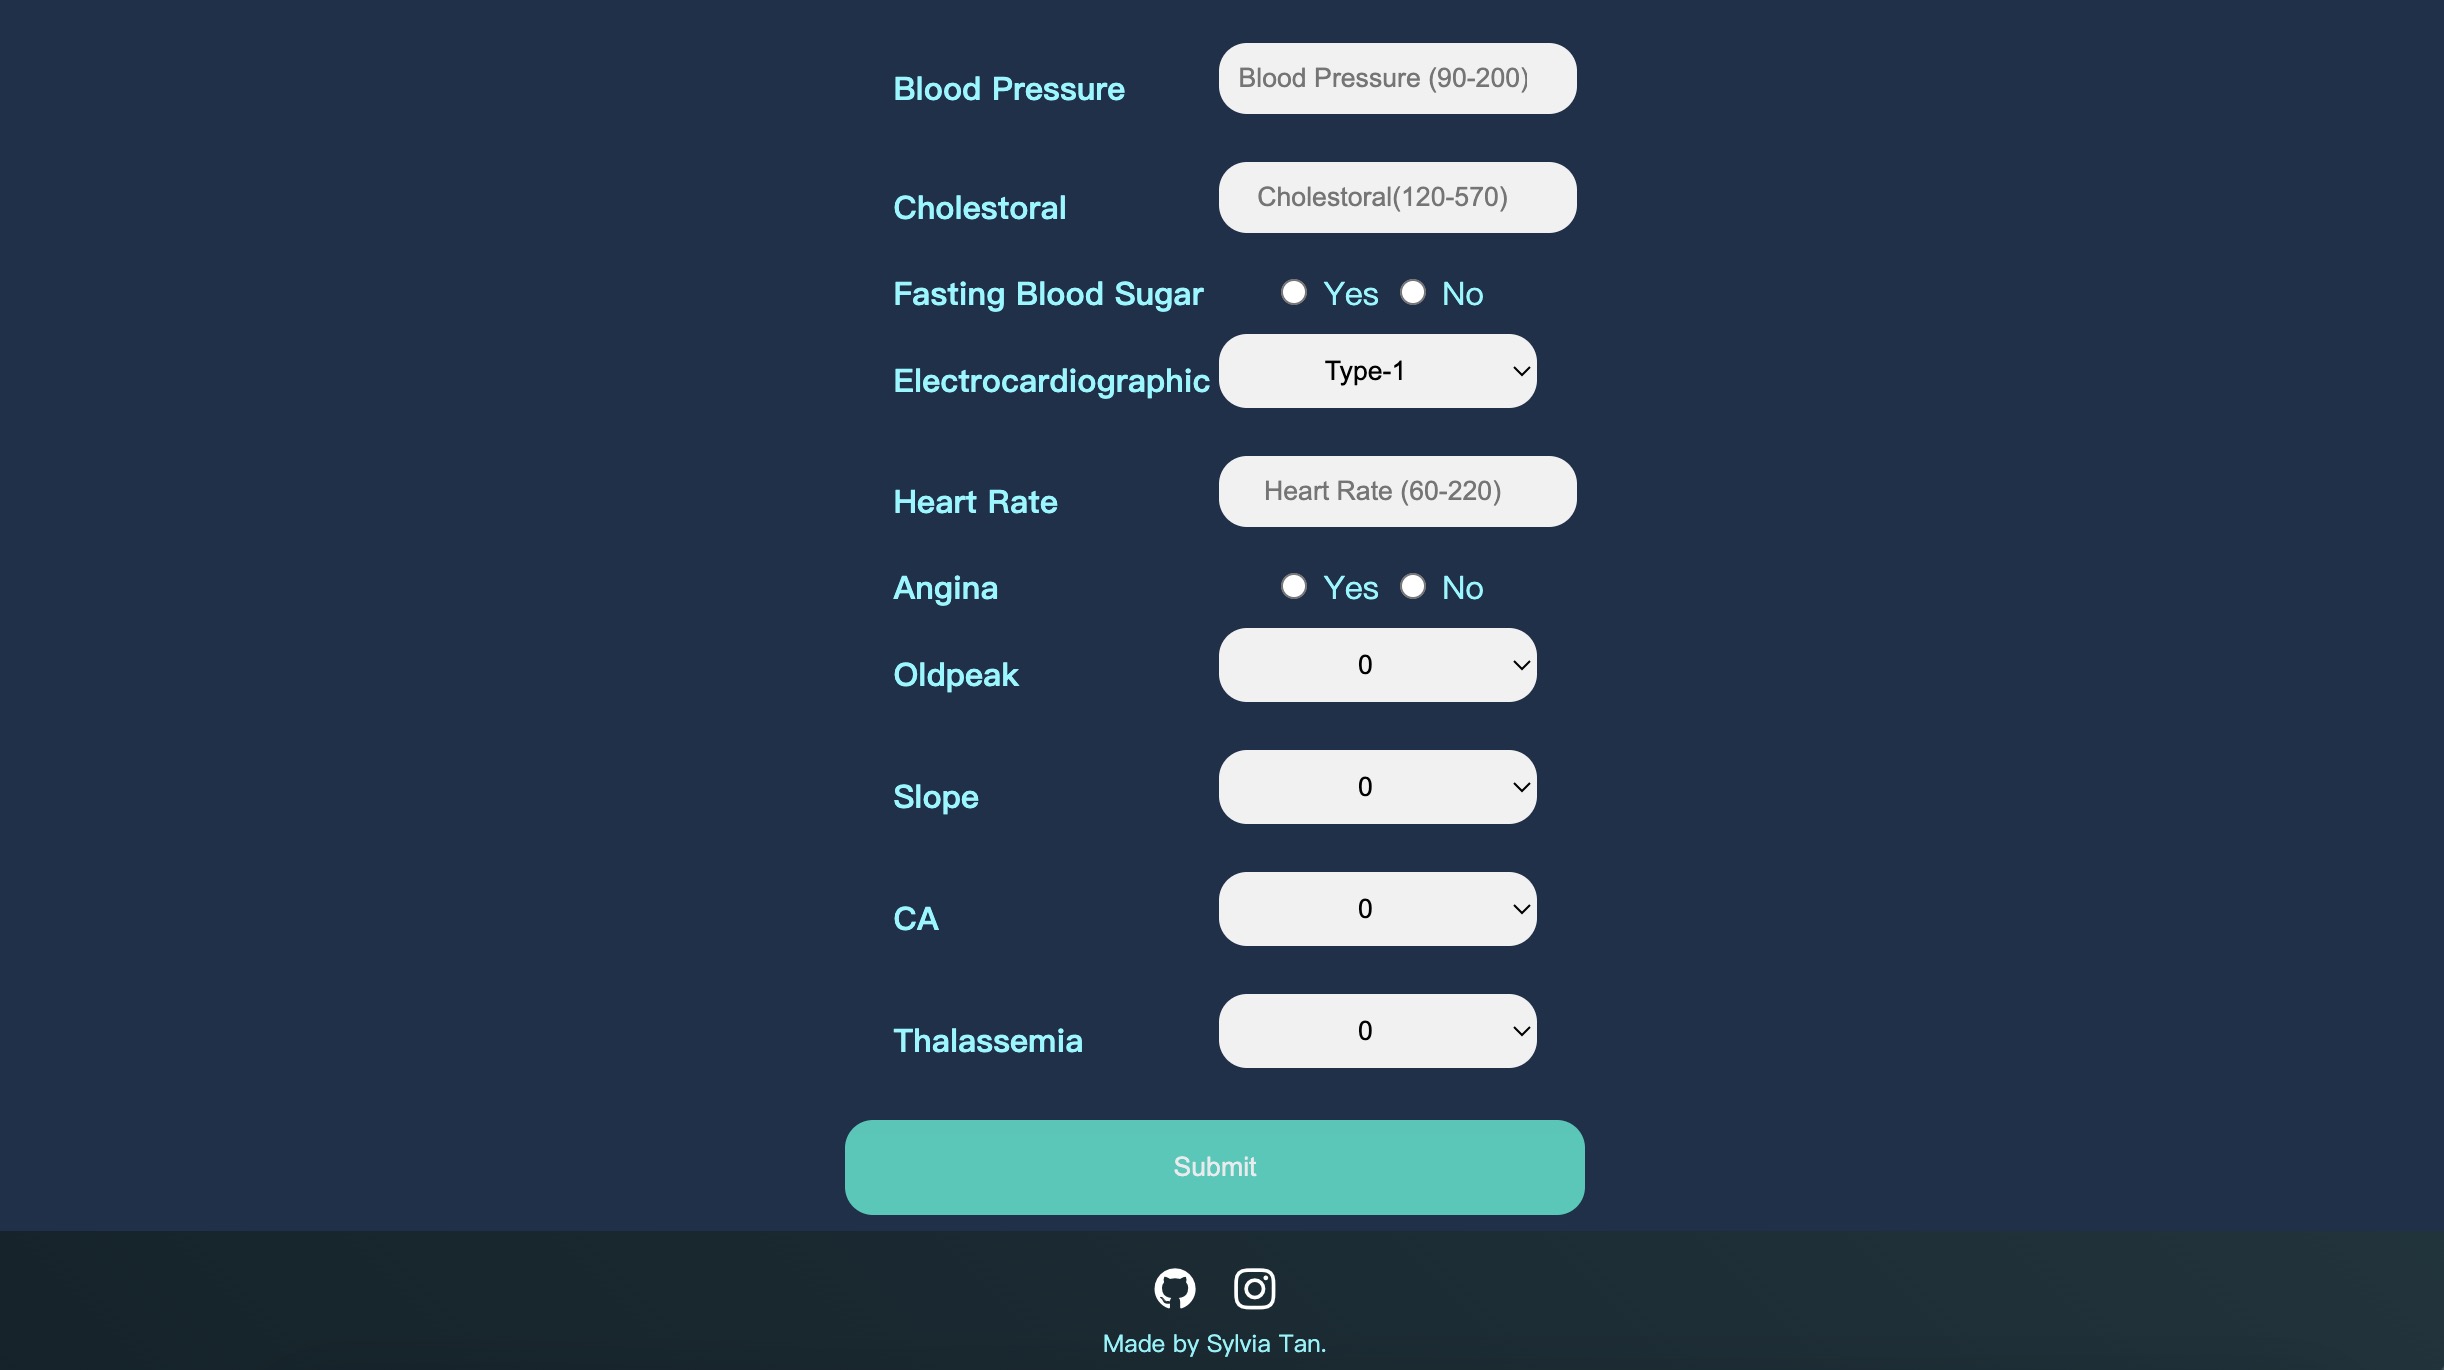 Blood Pressure Blood Pressure (90-200)
Cholestoral Cholestoral(120-570)
Fasting Blood Sugar Yes No
Electrocardiographic Type-1
Heart Rate Heart Rate (60-220)
Angina Yes No
Oldpeak 0
Slope 0
CA 0
Thalassemia 0
Submit
Made by Sylvia Tan.